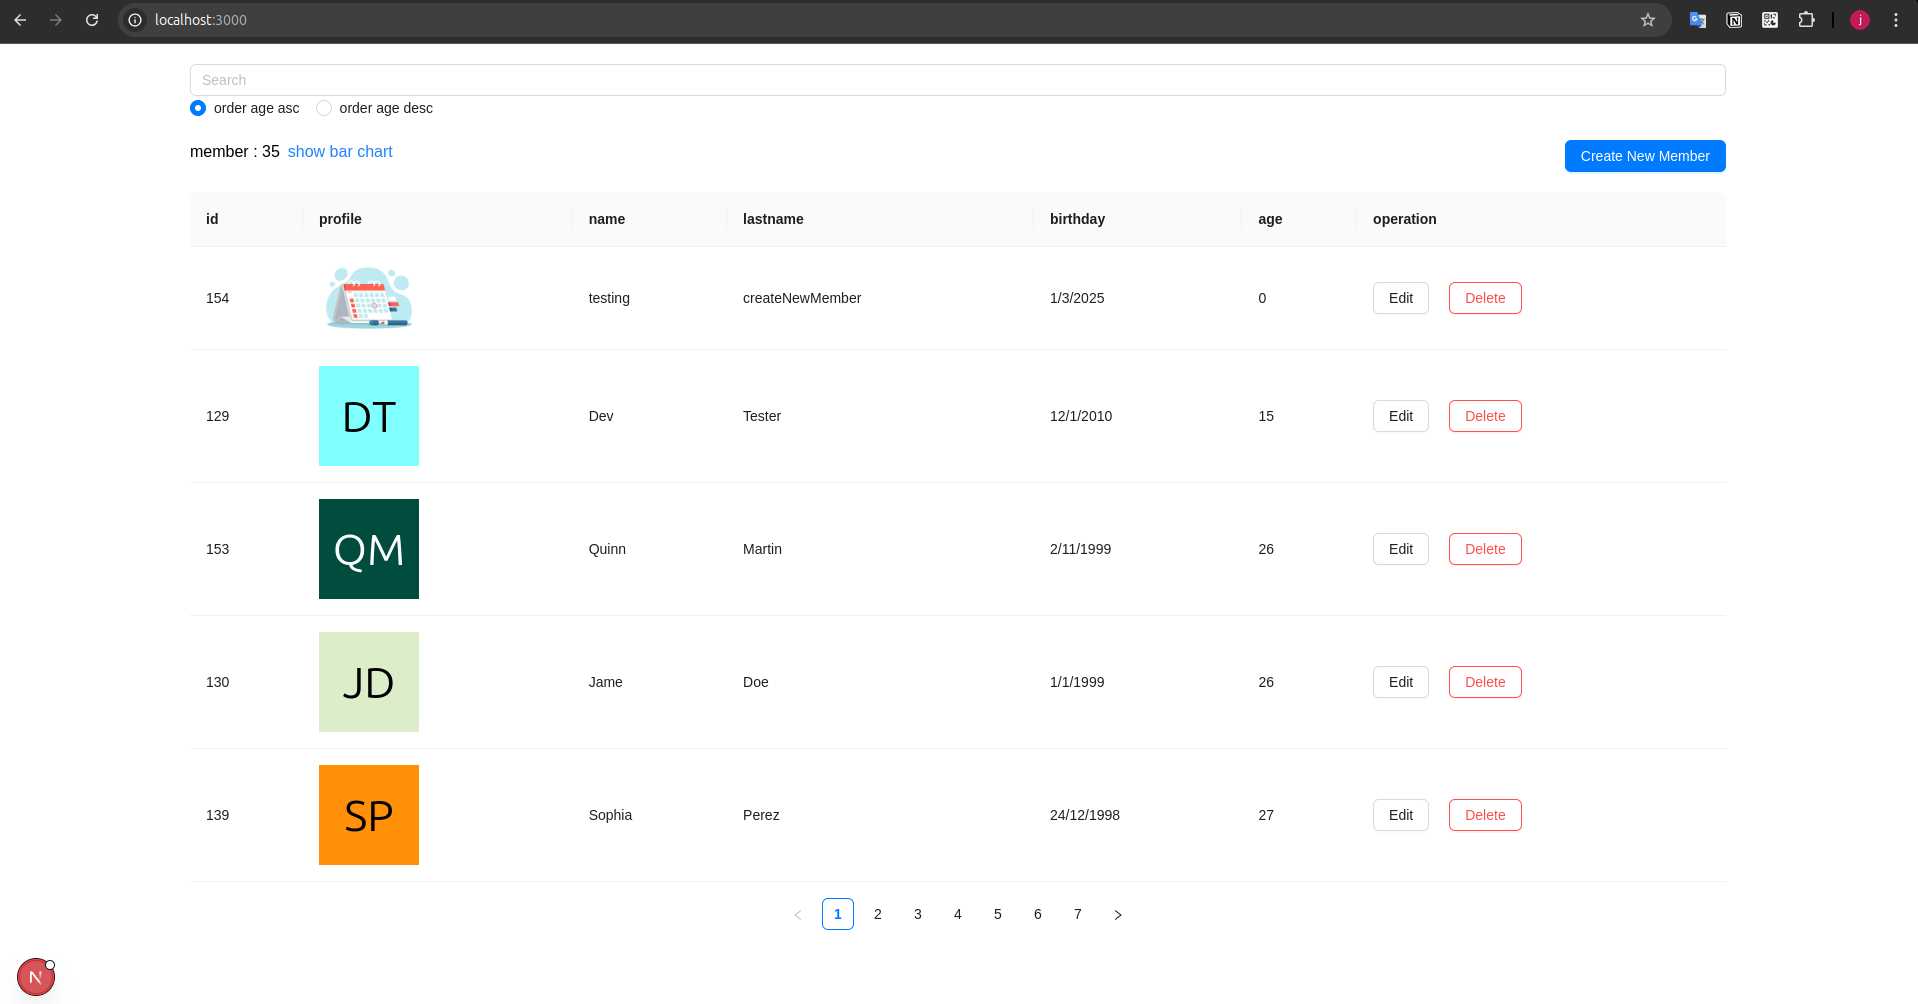 localhost:3000
j
Search
order age asc order age desc
member : 35 show bar chart Create New Member
id profile name lastname birthday age operation
154 testing createNewMember 1/3/2025 0 Edit Delete
129 DT Dev Tester 12/1/2010 15 Edit Delete
153 QM Quinn Martin 2/11/1999 26 Edit Delete
130 JD Jame Doe 1/1/1999 26 Edit Delete
139 SP Sophia Perez 24/12/1998 27 Edit Delete
< 1 2 3 4 5 6 7 >
N